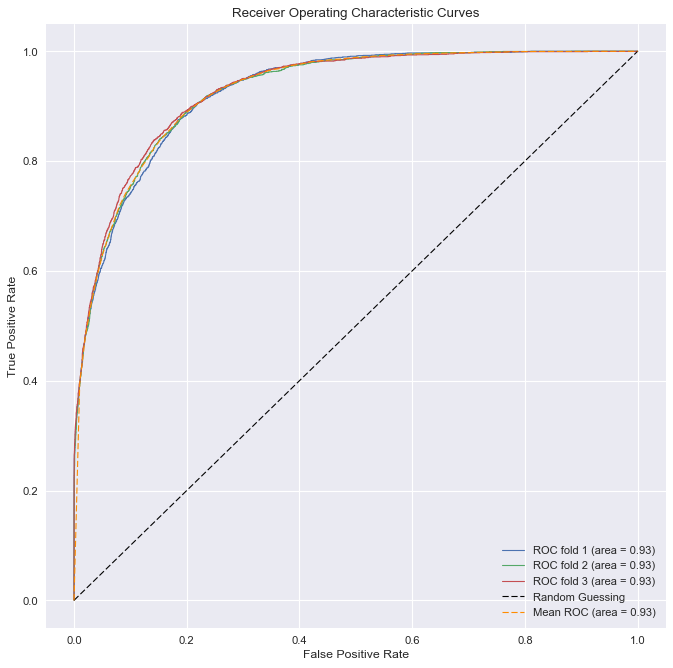 Receiver Operating Characteristic Curves
True Positive Rate
1.0
0.8
0.6
0.4
0.2
0.0
0.0 0.2 0.4 0.6 0.8 1.0
False Positive Rate
ROC fold 1 (area = 0.93)
ROC fold 2 (area = 0.93)
ROC fold 3 (area = 0.93)
Random Guessing
Mean ROC (area = 0.93)